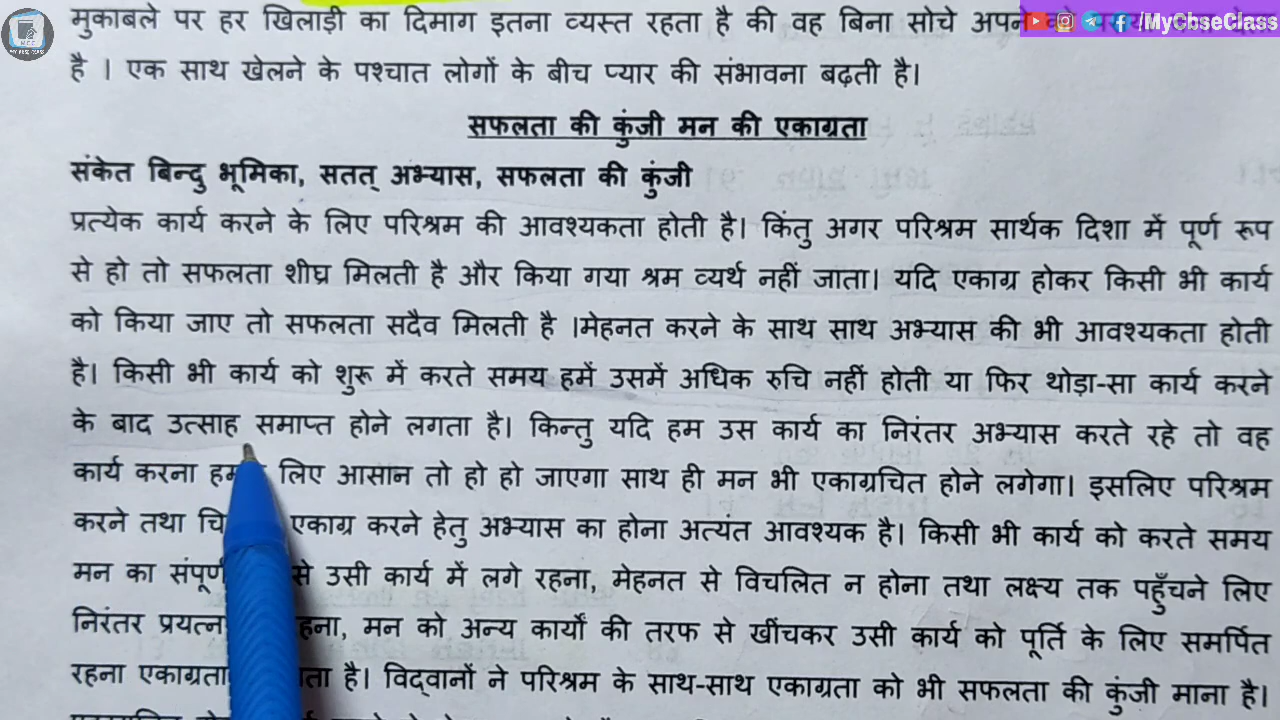 मुकाबले पर हर खिलाड़ी का दिमाग इतना व्यस्त रहता है की वह बिना सोचे
/MyCbseClass
MY CBSE CLASS
है । एक साथ खेलने के पश्चात लोगों के बीच प्यार की संभावना बढ़ती है।
सफलता की कुंजी मन की एकाग्रता
संकेत बिन्दु भूमिका, सतत् अभ्यास, सफलता की कुंजी
प्रत्येक कार्य करने के लिए परिश्रम की आवश्यकता होती है। किंतु अगर परिश्रम सार्थक दिशा में पूर्ण रूप
से हो तो सफलता शीघ्र मिलती है और किया गया श्रम व्यर्थ नहीं जाता। यदि एकाग्र होकर किसी भी कार्य
को किया जाए तो सफलता सदैव मिलती है ।मेहनत करने के साथ साथ अभ्यास की भी आवश्यकता होती
है। किसी भी कार्य को शुरू में करते समय हमें उसमें अधिक रुचि नहीं होती या फिर थोड़ा-सा कार्य करने
के बाद उत्साह समाप्त होने लगता है। किन्तु यदि हम उस कार्य का निरंतर अभ्यास करते रहे तो वह
कार्य करना लिए आसान तो हो हो जाएगा साथ ही मन भी एकाग्रचित होने लगेगा। इसलिए परिश्रम
करने तथा एकाग्र करने हेतु अभ्यास का होना अत्यंत आवश्यक है। किसी भी कार्य को करते समय
मन का से उसी कार्य में लगे रहना, मेहनत से विचलित न होना तथा लक्ष्य तक पहुँचने लिए
निरंतर प्रयत्न मन को अन्य कार्यों की तरफ से खींचकर उसी कार्य को पूर्ति के लिए समर्पित
रहना एकाग्रता है। विद्वानों ने परिश्रम के साथ-साथ एकाग्रता को भी सफलता की कुंजी माना है।